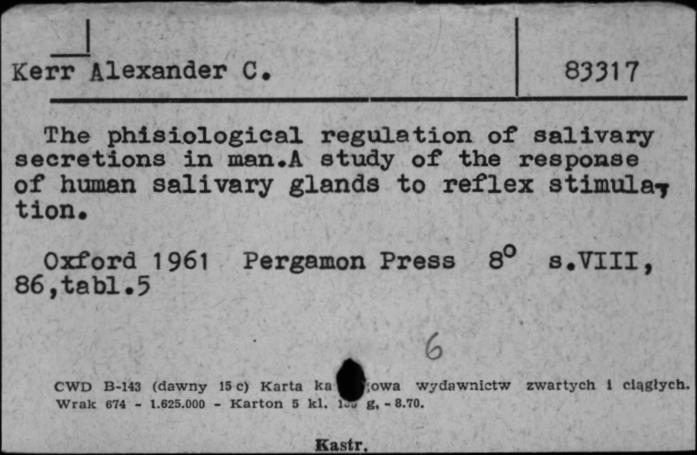 Kerr Alexander C. 83317
The phisiological regulation of salivary
secretions in man.A study of the response
of human salivary glands to reflex stimula-
tion.
Oxford 1961 Pergamon Press 8° s.VIII,
86,tabl.5
6
CWD B-143 (dawny 15 c) Karta wydawnictw zwartych i ciągłych.
Wrak 674 - 1.625.000 - Karton 5 kl. g, - 8.70.
Kastr.